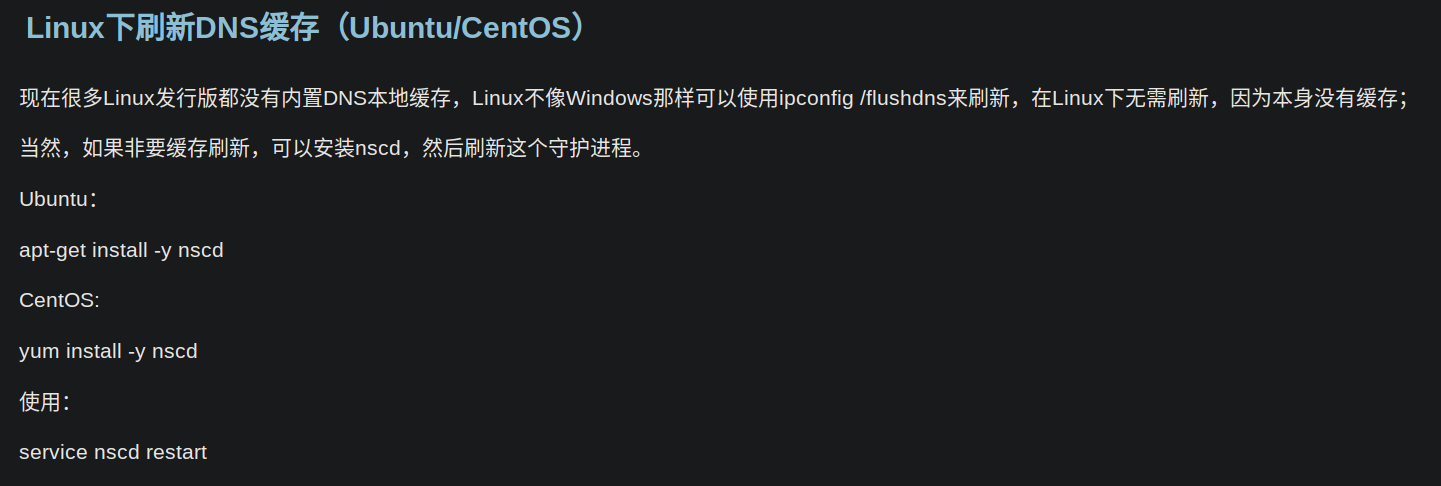 Linux下刷新DNS缓存（Ubuntu/CentOS）
现在很多Linux发行版都没有内置DNS本地缓存，Linux不像Windows那样可以使用ipconfig /flushdns来刷新，在Linux下无需刷新，因为本身没有缓存；
当然，如果非要缓存刷新，可以安装nscd，然后刷新这个守护进程。
Ubuntu：
apt-get install -y nscd
CentOS:
yum install -y nscd
使用：
service nscd restart